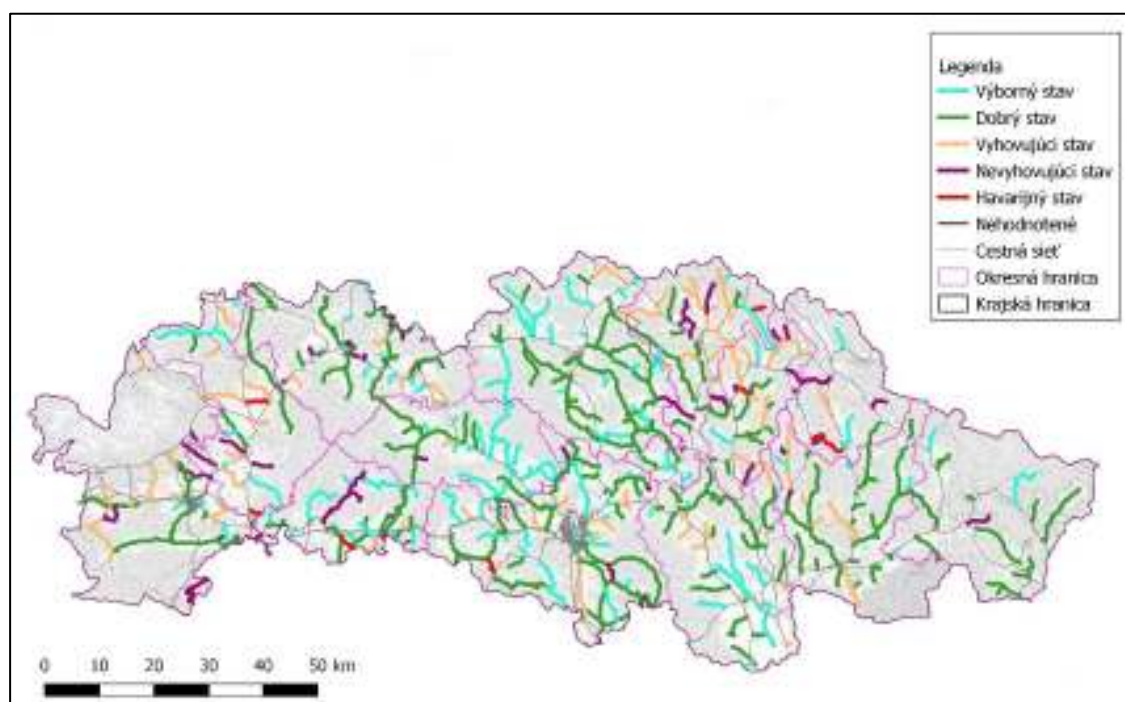 Legenda
Výborný stav
Dobrý stav
Vyhovujúci stav
Nevyhovujúci stav
Havarijný stav
Nehodnotené
Cestná sieť
Okresná hranica
Krajská hranica
0 10 20 30 40 50 km